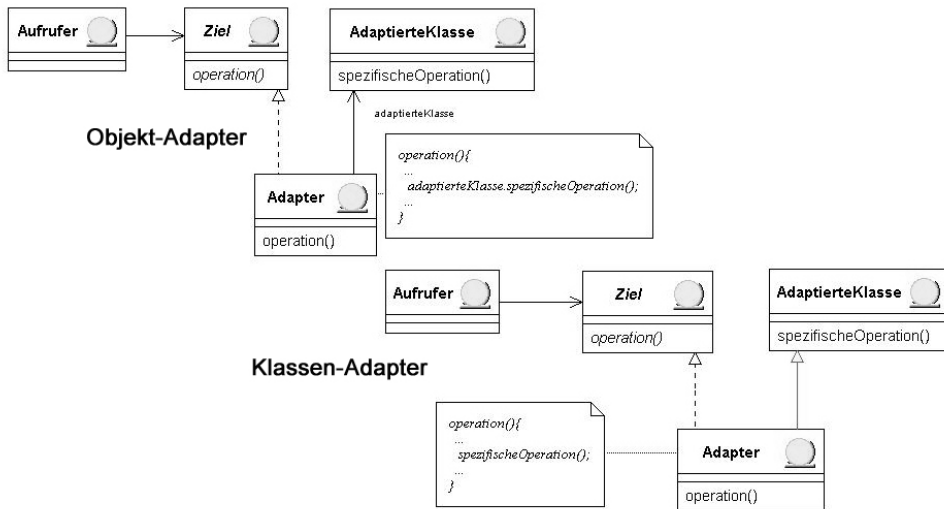 Aufrufer
Ziel
AdaptierteKlasse
operation()
spezifischeOperation()
adaptierteKlasse
Objekt-Adapter
operation(){
...
adaptierteKlasse.spezifischeOperation();
...
}
Adapter
operation()
Aufrufer
Ziel
AdaptierteKlasse
operation()
spezifischeOperation()
Klassen-Adapter
operation(){
...
spezifischeOperation();
...
}
Adapter
operation()